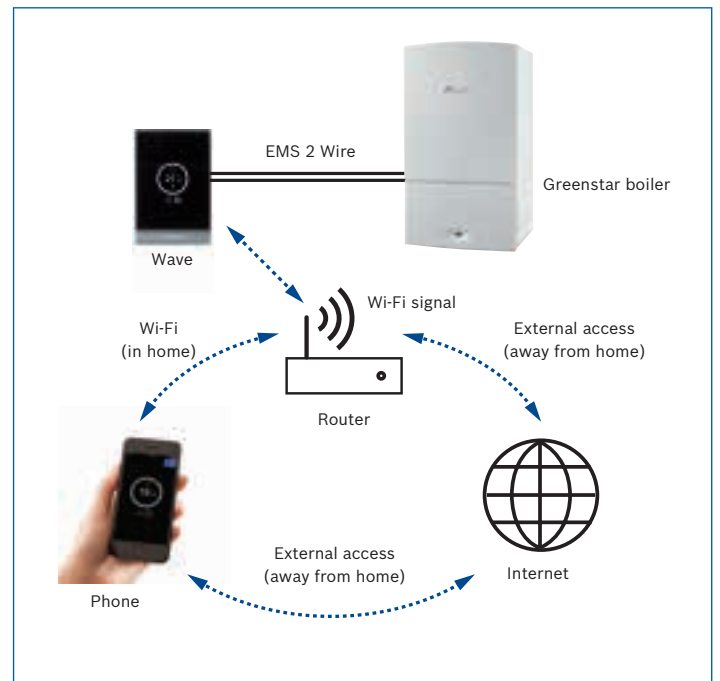 EMS 2 Wire
Greenstar boiler
Wave
Wi-Fi signal
Wi-Fi
(in home)
External access
(away from home)
Router
External access
(away from home)
Internet
Phone